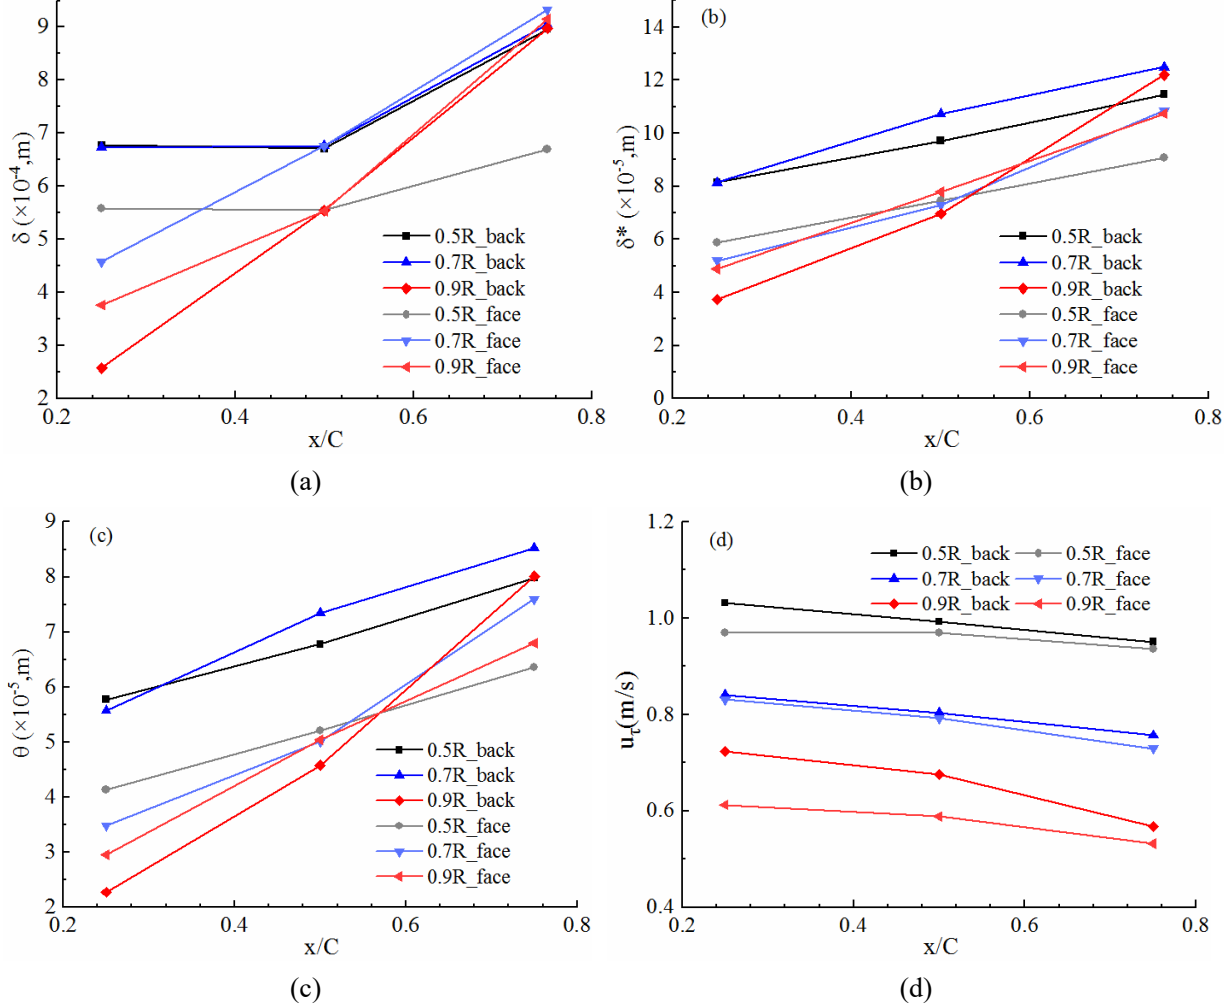 9
8
7
6
5
4
3
2
0.2
0.4
0.6
0.8
δ (×10⁻⁴,m)
x/C
0.5R_back
0.7R_back
0.9R_back
0.5R_face
0.7R_face
0.9R_face
(a)
(b)
14
12
10
8
6
4
2
0
0.2
0.4
0.6
0.8
δ* (×10⁻⁵,m)
x/C
0.5R_back
0.7R_back
0.9R_back
0.5R_face
0.7R_face
0.9R_face
(b)
(c)
9
8
7
6
5
4
3
2
0.2
0.4
0.6
0.8
θ (×10⁻⁵,m)
x/C
0.5R_back
0.7R_back
0.9R_back
0.5R_face
0.7R_face
0.9R_face
(c)
(d)
1.2
1.0
0.8
0.6
0.4
0.2
0.4
0.6
0.8
u_τ(m/s)
x/C
0.5R_back 0.5R_face
0.7R_back 0.7R_face
0.9R_back 0.9R_face
(d)